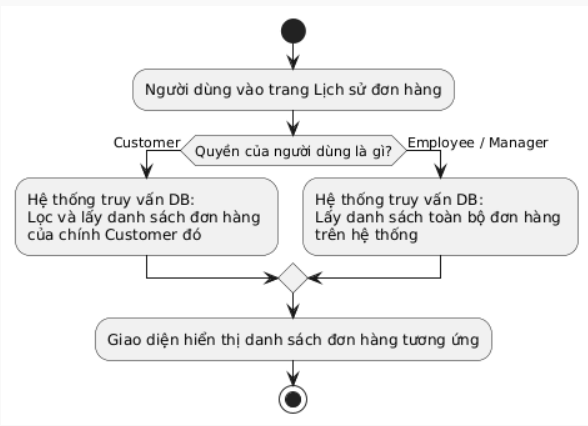 Người dùng vào trang Lịch sử đơn hàng
Customer
Quyền của người dùng là gì?
Employee / Manager
Hệ thống truy vấn DB:
Lọc và lấy danh sách đơn hàng
của chính Customer đó
Hệ thống truy vấn DB:
Lấy danh sách toàn bộ đơn hàng
trên hệ thống
Giao diện hiển thị danh sách đơn hàng tương ứng